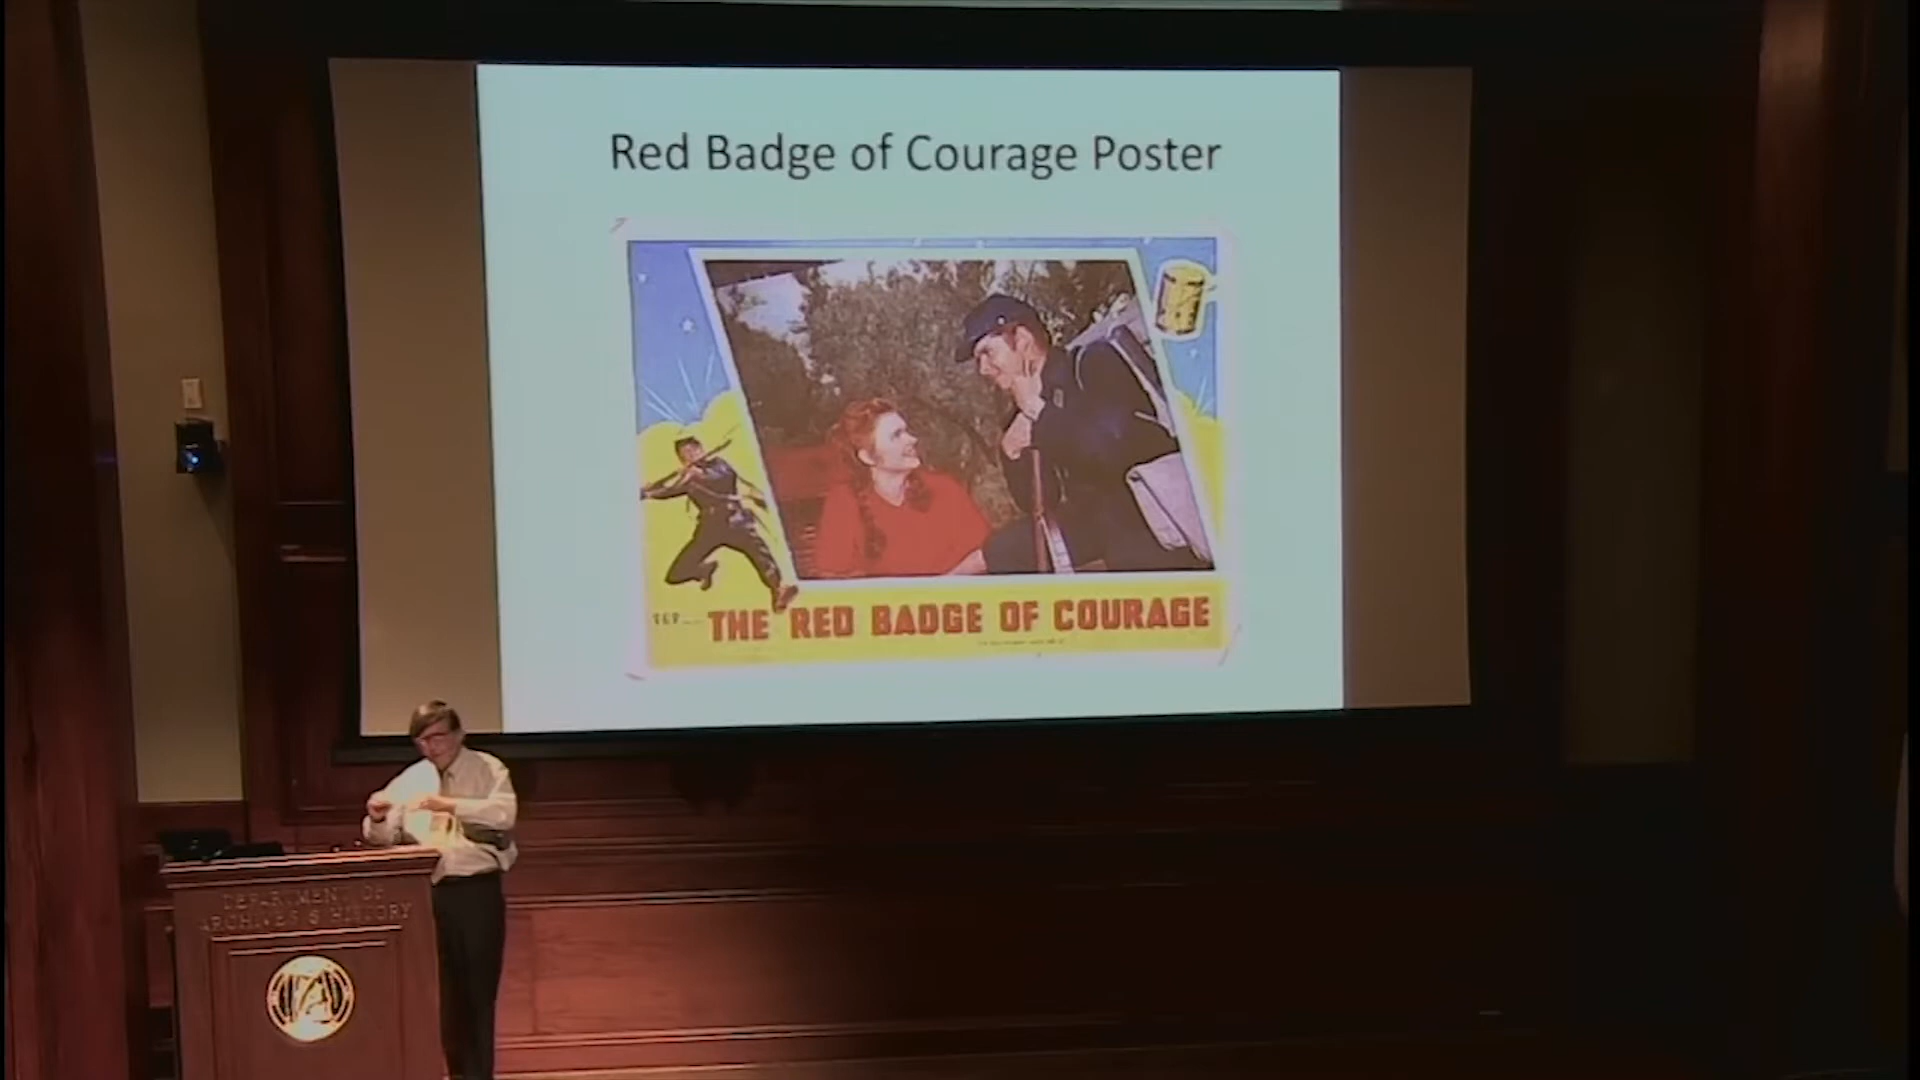 Red Badge of Courage Poster
THE RED BADGE OF COURAGE
DEPARTMENT OF
ARCHIVES & HISTORY